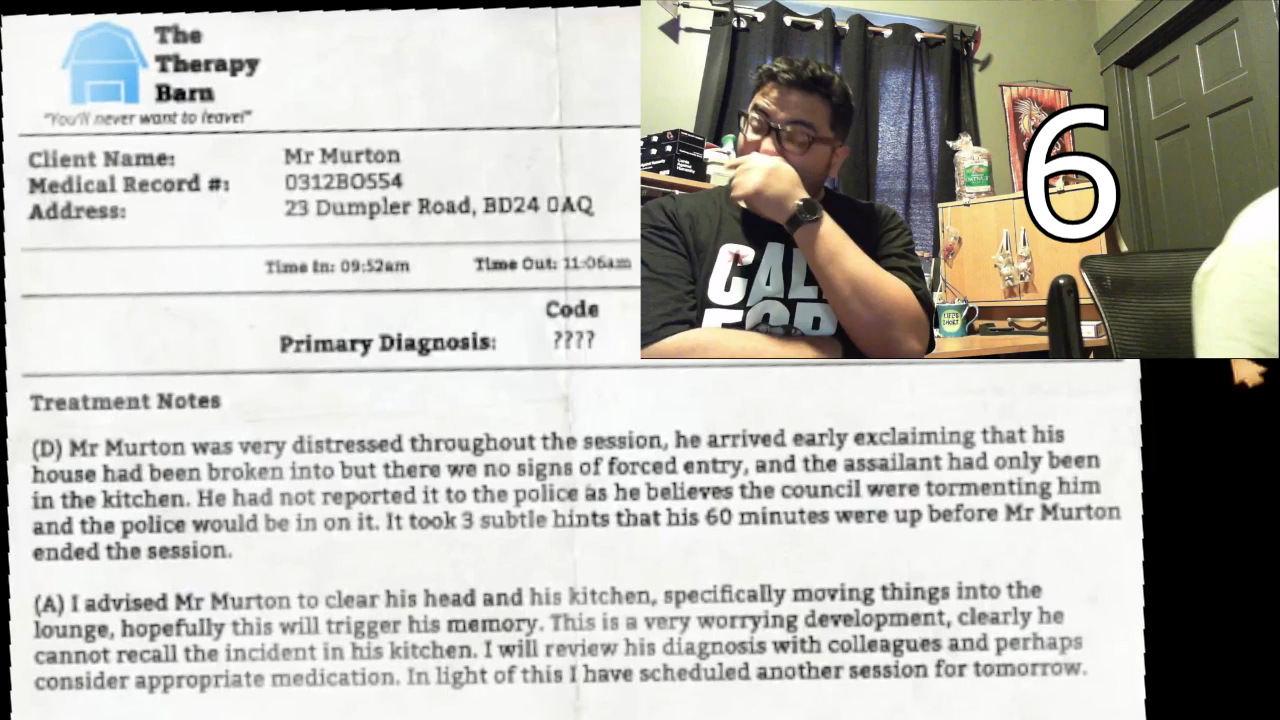 The
Therapy
Barn
"You'll never want to leave!"
Client Name: Mr Murton
Medical Record #: 0312BO554
Address: 23 Dumpler Road, BD24 0AQ
Time In: 09:52am Time Out: 11:06am
Code
Primary Diagnosis: ????
Treatment Notes
(D) Mr Murton was very distressed throughout the session, he arrived early exclaiming that his
house had been broken into but there we no signs of forced entry, and the assailant had only been
in the kitchen. He had not reported it to the police as he believes the council were tormenting him
and the police would be in on it. It took 3 subtle hints that his 60 minutes were up before Mr Murton
ended the session.
(A) I advised Mr Murton to clear his head and his kitchen, specifically moving things into the
lounge, hopefully this will trigger his memory. This is a very worrying development, clearly he
cannot recall the incident in his kitchen. I will review his diagnosis with colleagues and perhaps
consider appropriate medication. In light of this I have scheduled another session for tomorrow.
6
CAL
FOR
LIFE'S
SHORT